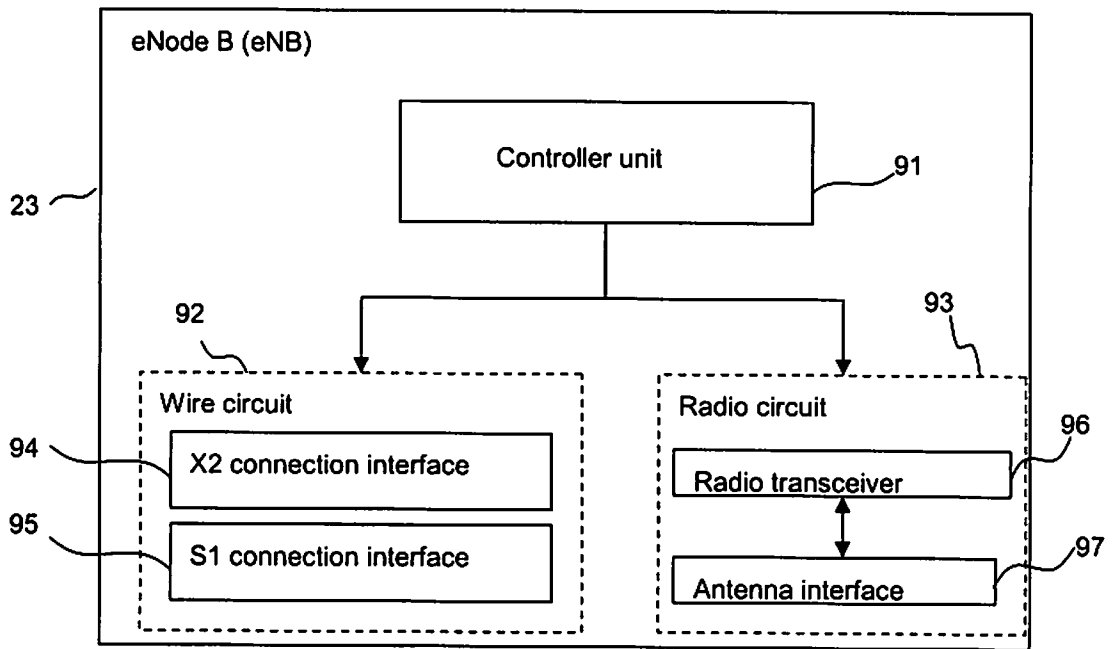 eNode B (eNB)
Controller unit
91
23
92
93
Wire circuit
Radio circuit
94
X2 connection interface
96
Radio transceiver
95
S1 connection interface
97
Antenna interface